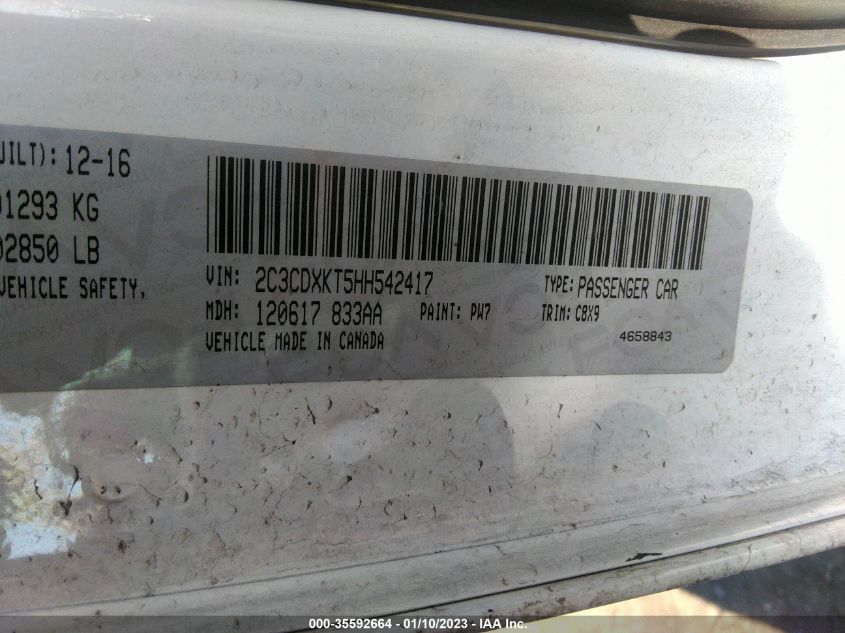 UILT): 12-16
1293 KG
2850 LB
VEHICLE SAFETY,
VIN: 2C3CDXKT5HH542417 TYPE: PASSENGER CAR
MDH: 120617 833AA PAINT: PW7 TRIM: C8X9
VEHICLE MADE IN CANADA 4658843
000-35592664 - 01/10/2023 - IAA Inc.